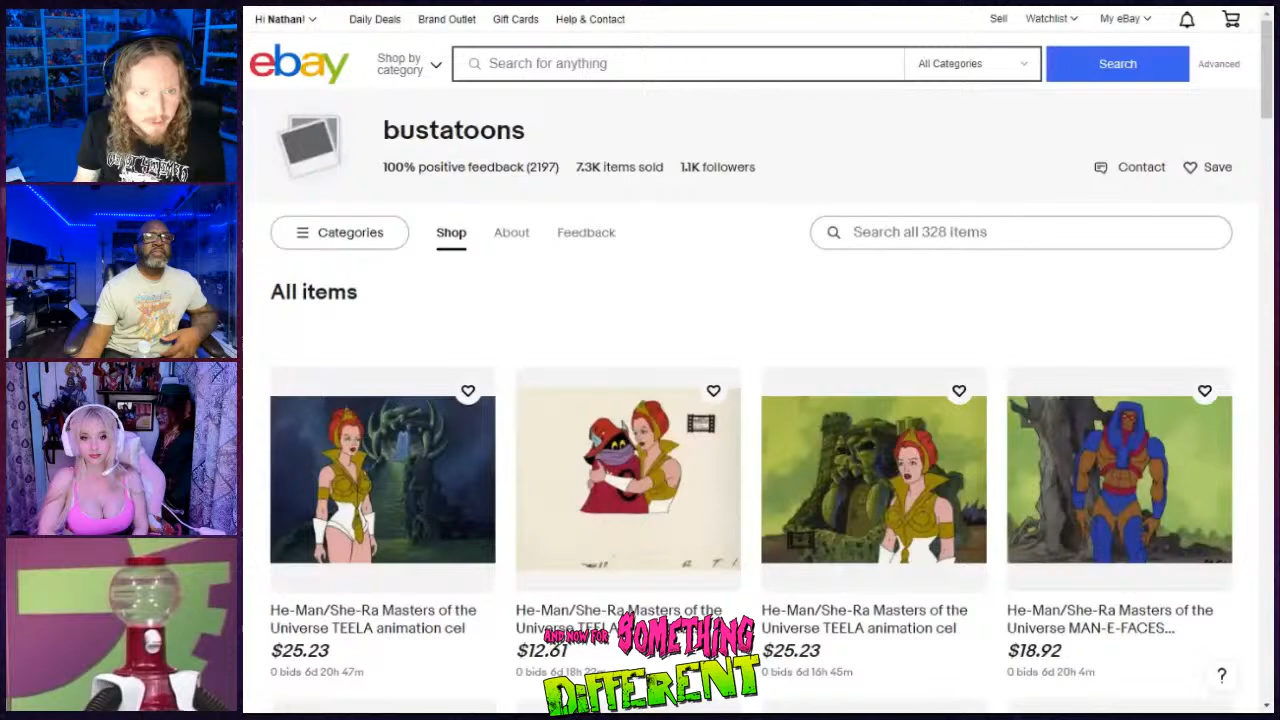 Hi Nathan!
Daily Deals
Brand Outlet
Gift Cards
Help & Contact
Sell
Watchlist
My eBay
ebay
Shop by
category
Search for anything
All Categories
Search
Advanced
bustatoons
100% positive feedback (2197)
7.3K items sold
1.1K followers
Contact
Save
Categories
Shop
About
Feedback
Search all 328 items
All items
He-Man/She-Ra Masters of the
Universe TEELA animation cel
$25.23
0 bids 6d 20h 47m
He-Man/She-Ra Masters of the
Universe
$12.61
0 bids 6d 18h
He-Man/She-Ra Masters of the
Universe TEELA animation cel
$25.23
0 bids 6d 16h 45m
He-Man/She-Ra Masters of the
Universe MAN-E-FACES...
$18.92
0 bids 6d 20h 4m
AND NOW FOR SOMETHING
DIFFERENT
?